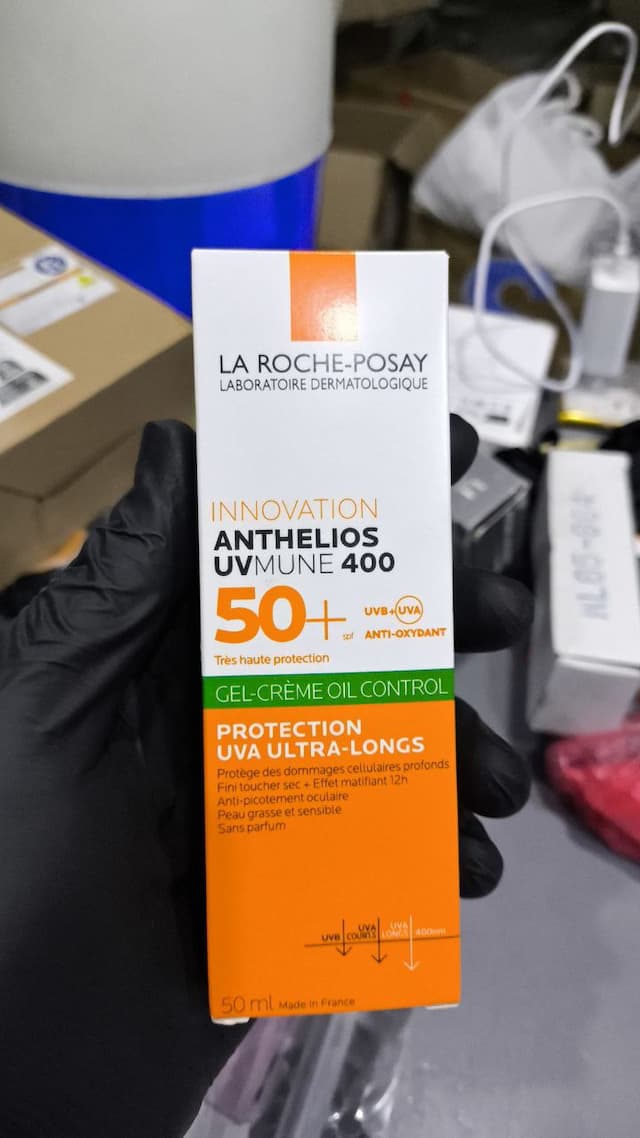 LA ROCHE-POSAY
LABORATOIRE DERMATOLOGIQUE
INNOVATION
ANTHELIOS
UVMUNE 400
50+
spf
UVB+UVA
ANTI-OXYDANT
Très haute protection
GEL-CRÈME OIL CONTROL
PROTECTION
UVA ULTRA-LONGS
Protège des dommages cellulaires profonds
Fini toucher sec + Effet matifiant 12h
Anti-picotement oculaire
Peau grasse et sensible
Sans parfum
UVB
UVA
COURTS
UVA
LONGS
400nm
50 ml Made in France